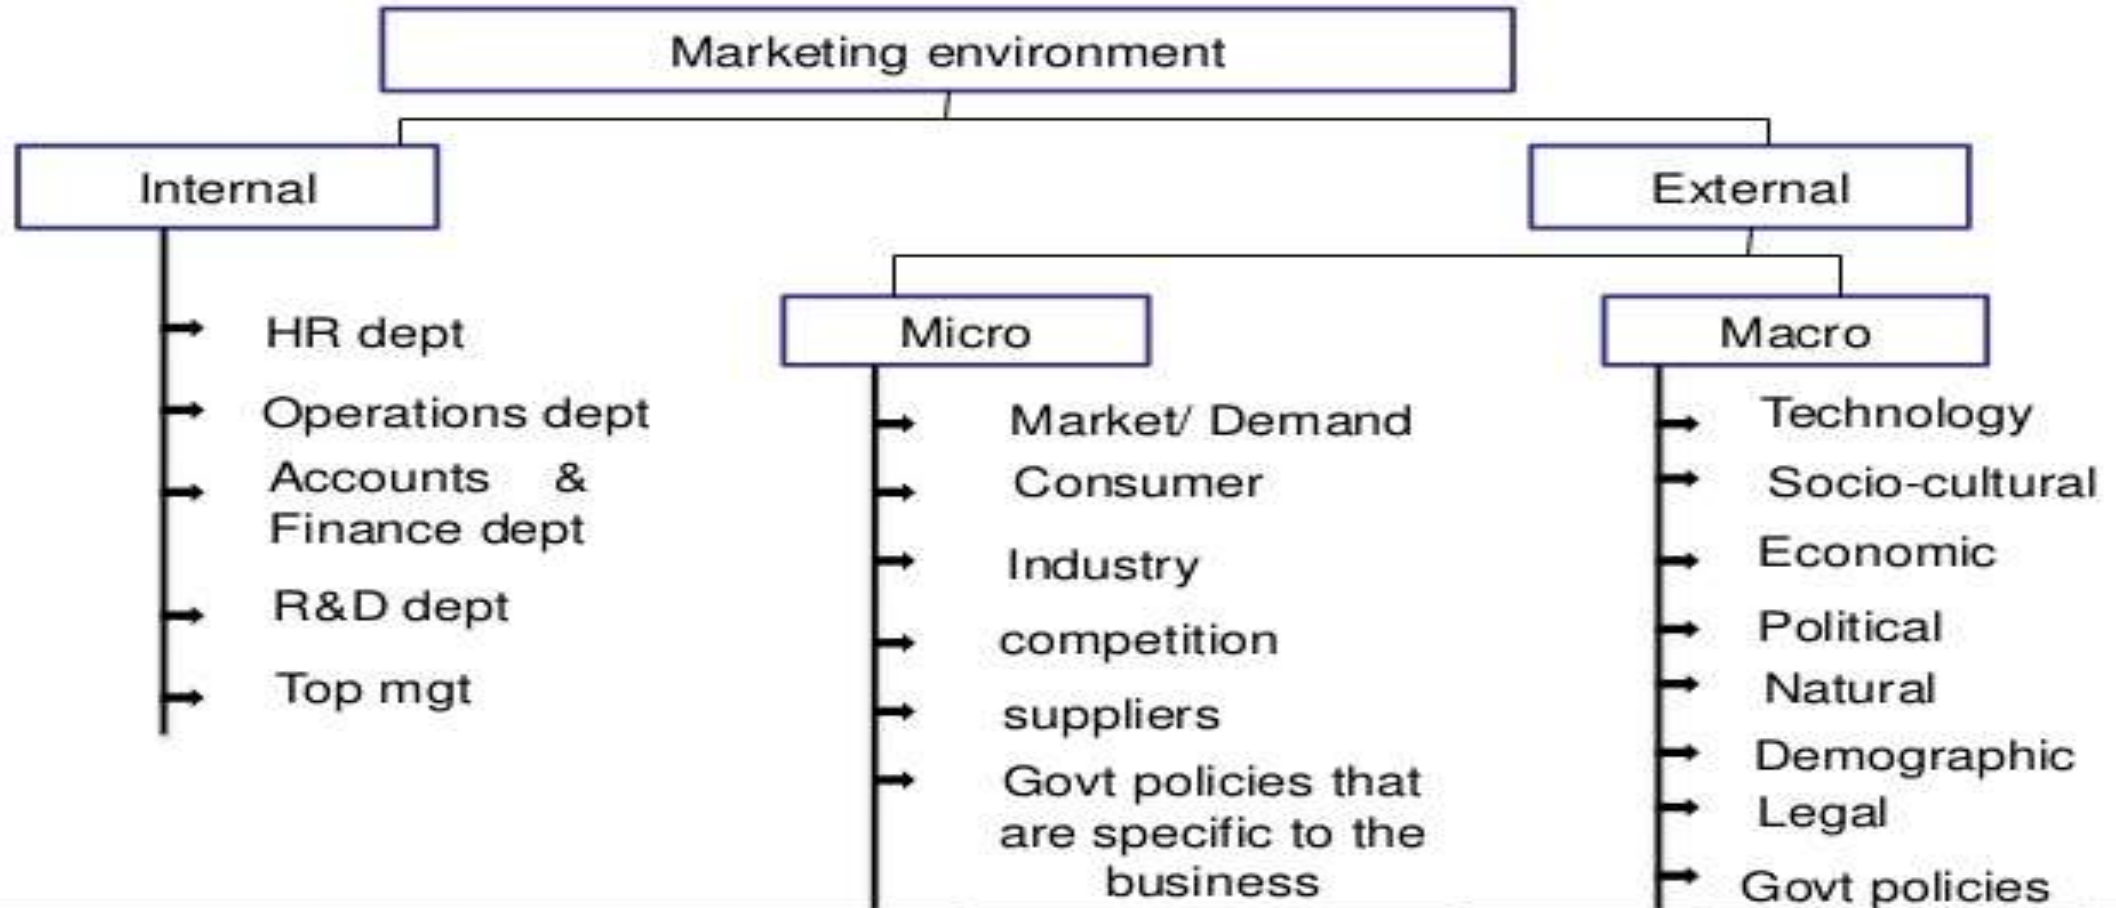 Marketing environment
Internal
External
HR dept
Operations dept
Accounts &
Finance dept
R&D dept
Top mgt
Micro
Market/ Demand
Consumer
Industry
competition
suppliers
Govt policies that
are specific to the
business
Macro
Technology
Socio-cultural
Economic
Political
Natural
Demographic
Legal
Govt policies